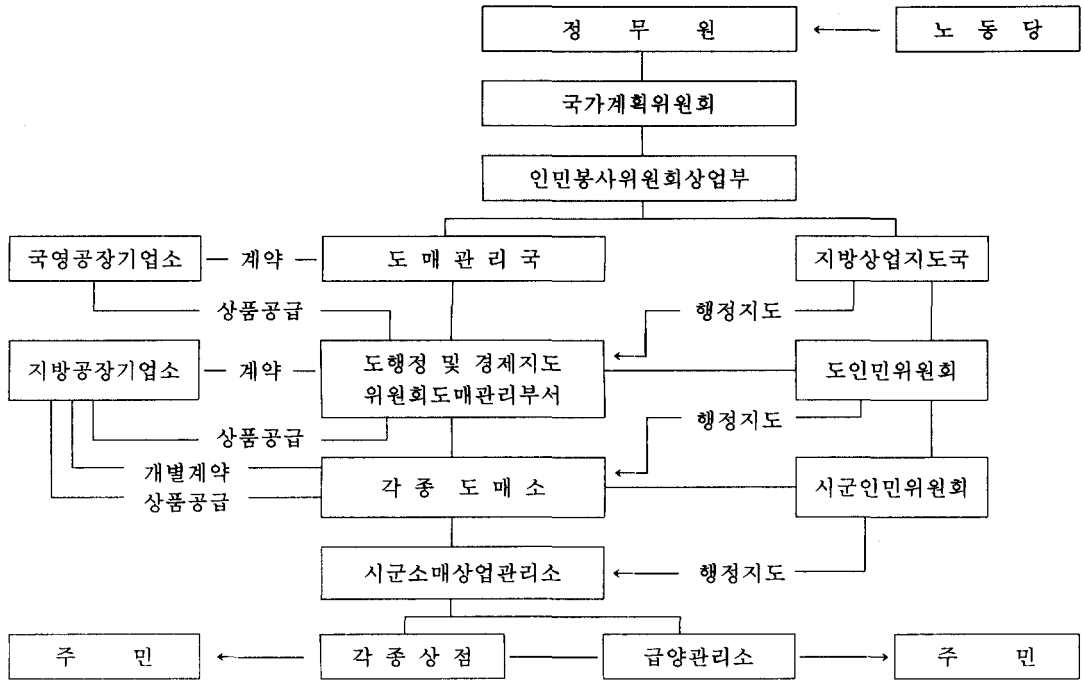 정 무 원
노 동 당
국가계획위원회
인민봉사위원회상업부
국영공장기업소
계약
도 매 관 리 국
지방상업지도국
상품공급
행정지도
지방공장기업소
계약
도행정 및 경제지도
위원회도매관리부서
도인민위원회
상품공급
행정지도
개별계약
상품공급
각 종 도 매 소
시군인민위원회
시군소매상업관리소
행정지도
주 민
각 종 상 점
급양관리소
주 민